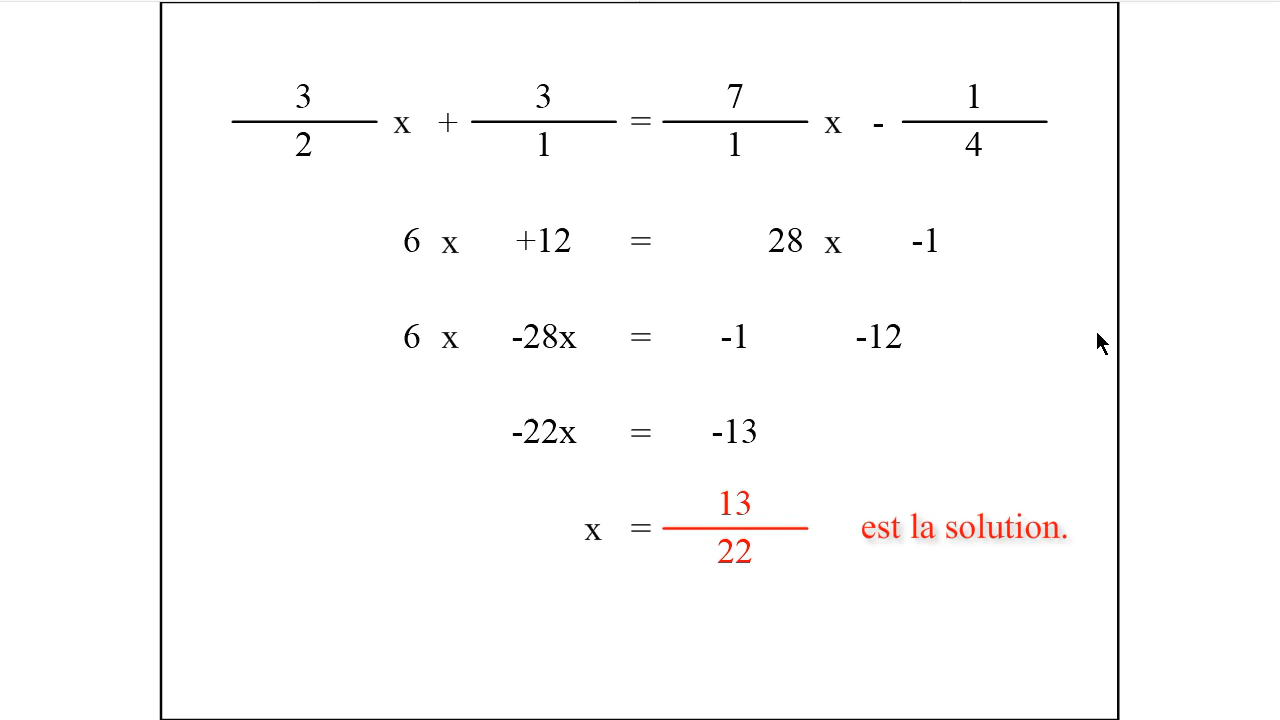 3/2 x + 3/1 = 7/1 x - 1/4
6 x +12 = 28 x -1
6 x -28x = -1 -12
-22x = -13
x = 13/22 est la solution.